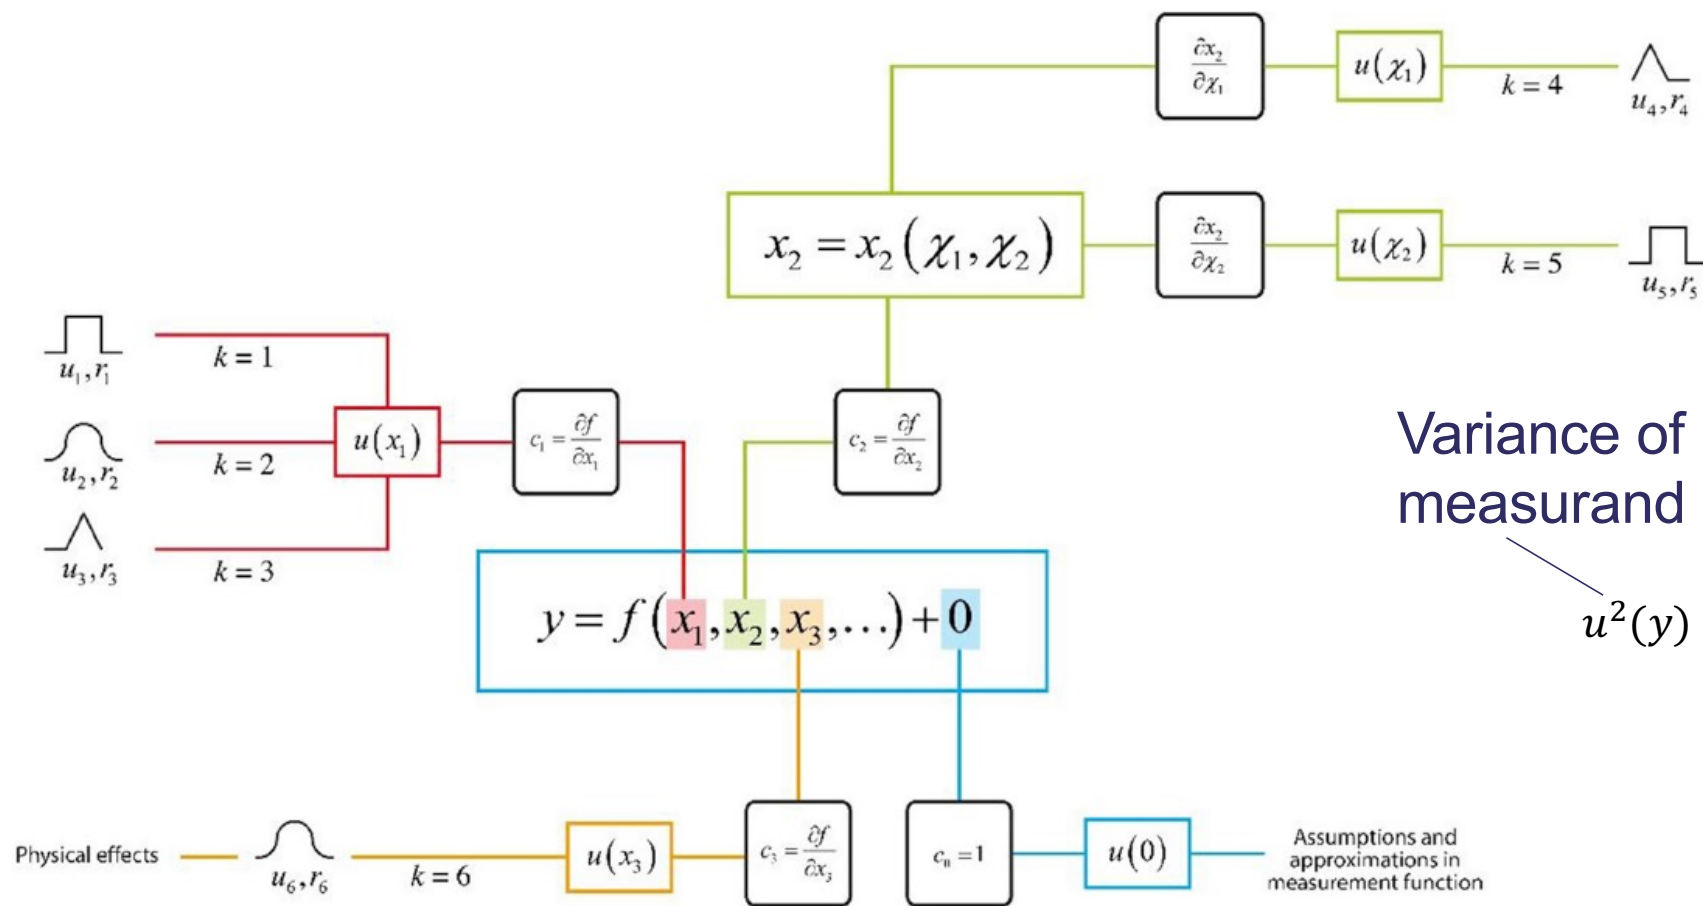 ∂x₂/∂χ₁
u(χ₁)
k = 4
u₄,r₄
x₂ = x₂(χ₁,χ₂)
∂x₂/∂χ₂
u(χ₂)
k = 5
u₅,r₅
k = 1
u₁,r₁
u(x₁)
c₁ = ∂f/∂x₁
c₂ = ∂f/∂x₂
k = 2
u₂,r₂
k = 3
u₃,r₃
Variance of
measurand
u²(y)
y = f(x₁,x₂,x₃,...)+0
Physical effects
u₆,r₆
k = 6
u(x₃)
c₃ = ∂f/∂x₃
c₀ = 1
u(0)
Assumptions and
approximations in
measurement function